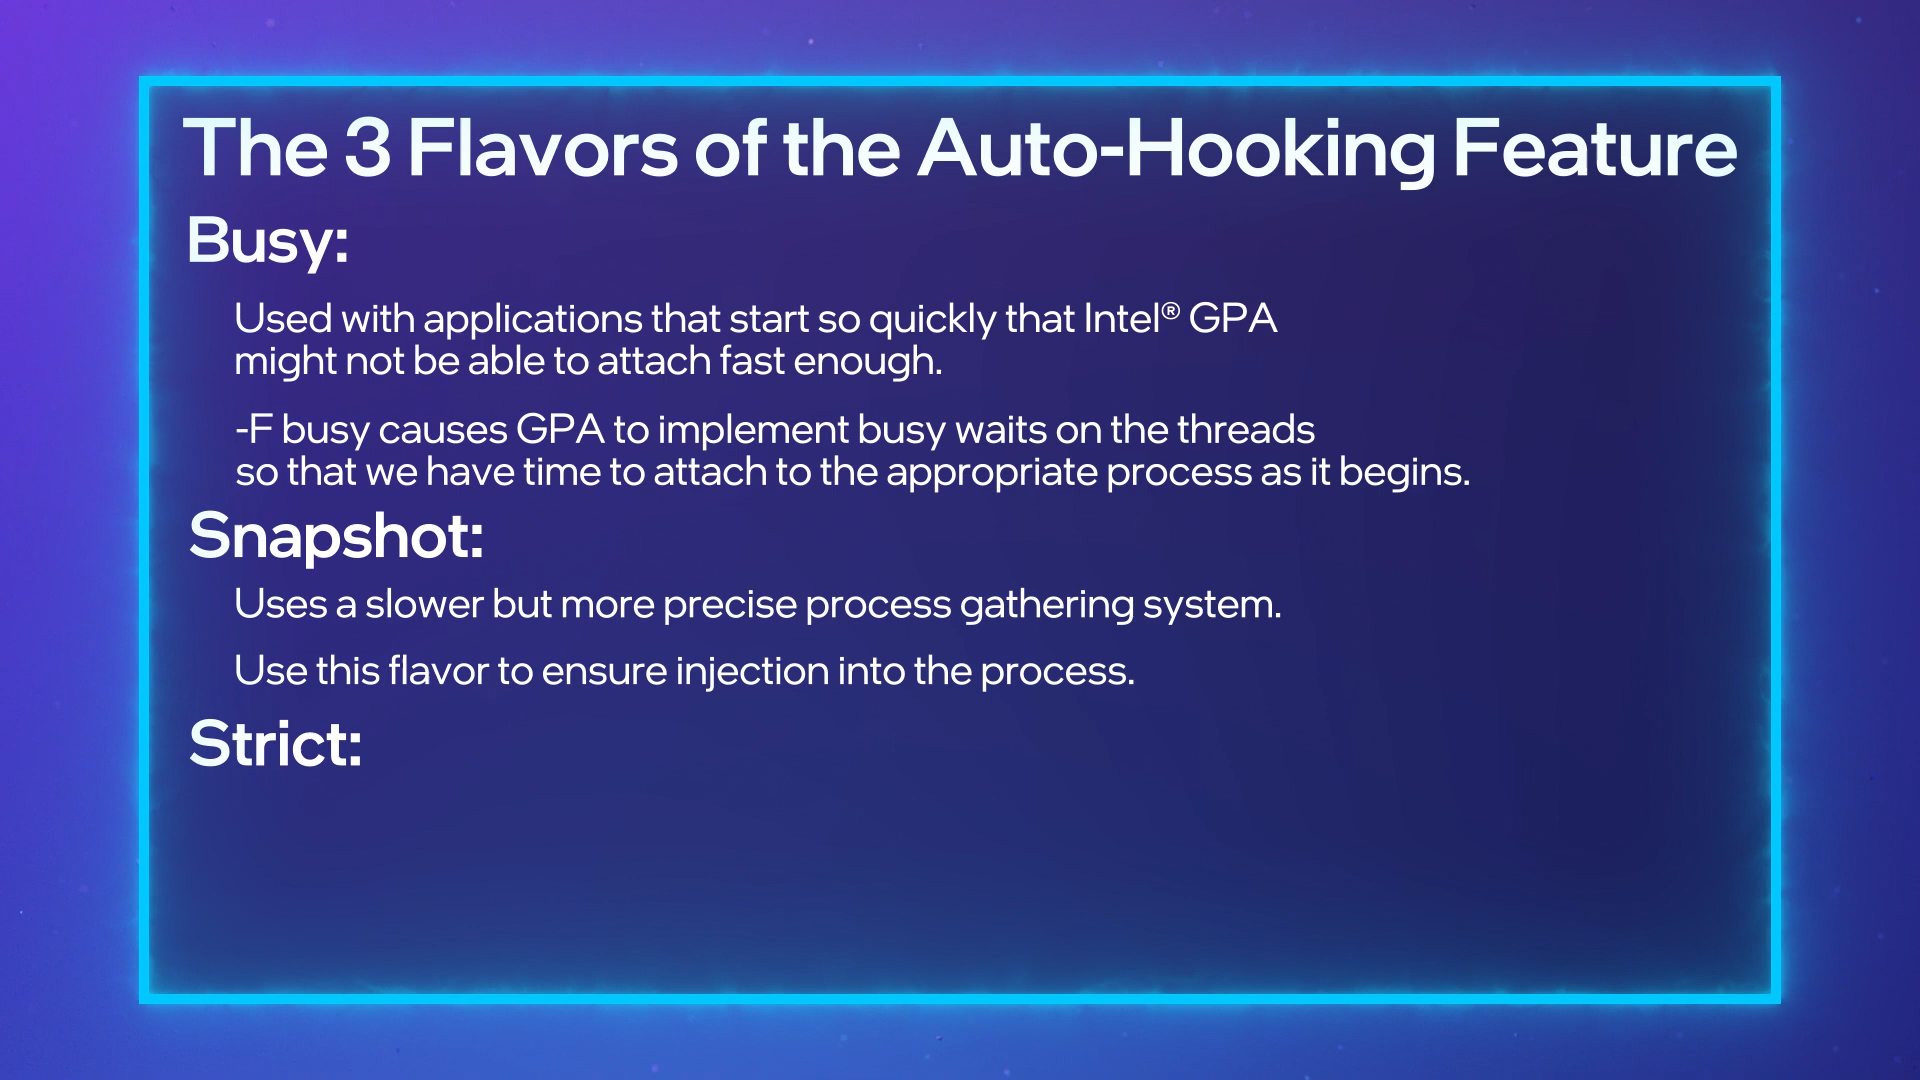 The 3 Flavors of the Auto-Hooking Feature
Busy:
Used with applications that start so quickly that Intel® GPA
might not be able to attach fast enough.
-F busy causes GPA to implement busy waits on the threads
so that we have time to attach to the appropriate process as it begins.
Snapshot:
Uses a slower but more precise process gathering system.
Use this flavor to ensure injection into the process.
Strict: